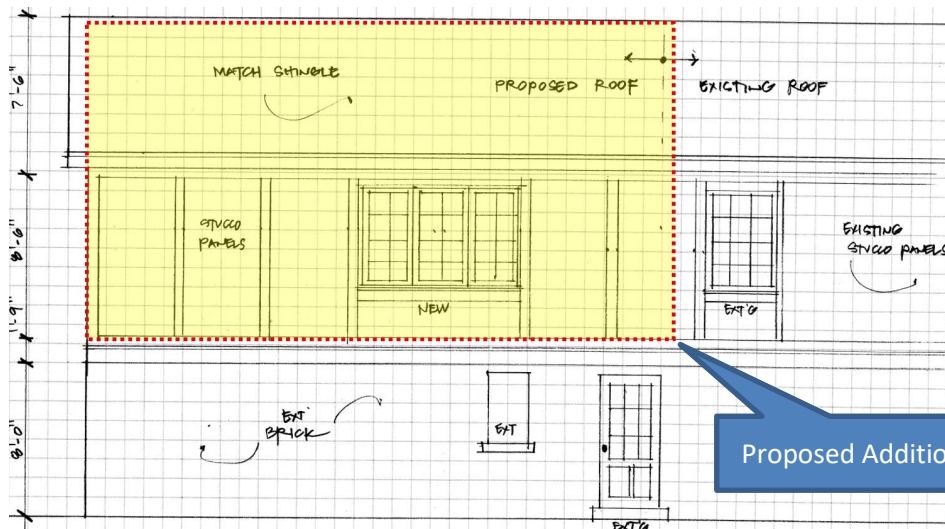 7'-6"
MATCH SHINGLE
PROPOSED ROOF
EXISTING ROOF
8'-6"
STUCCO
PANELS
NEW
EXT'G
EXISTING
STUCCO PANELS
1'-9"
8'-0"
EXT'
BRICK
EXT
EXT'G
Proposed Additio